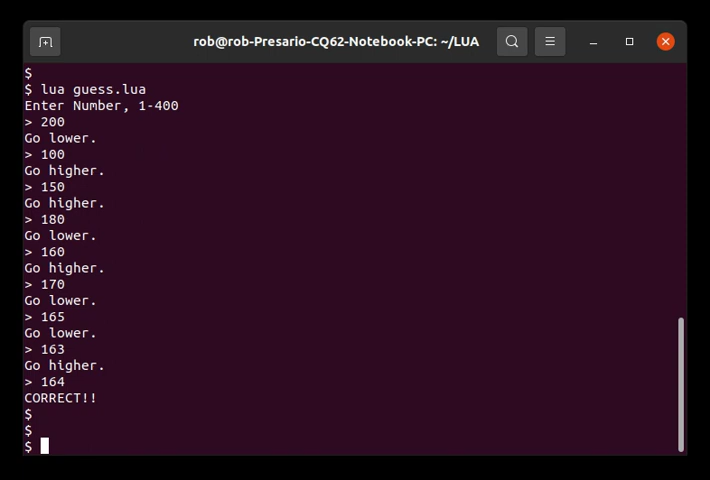 rob@rob-Presario-CQ62-Notebook-PC: ~/LUA
$
$ lua guess.lua
Enter Number, 1-400
> 200
Go lower.
> 100
Go higher.
> 150
Go higher.
> 180
Go lower.
> 160
Go higher.
> 170
Go lower.
> 165
Go lower.
> 163
Go higher.
> 164
CORRECT!!
$
$
$